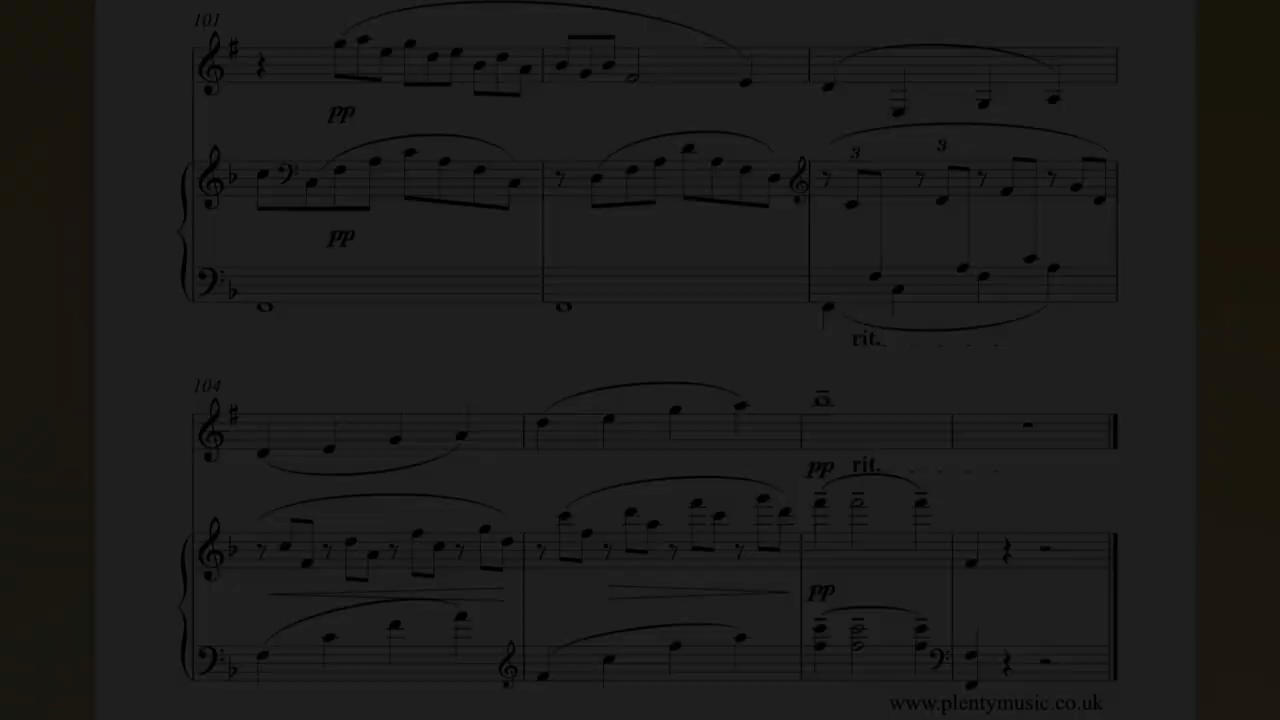 101
pp
pp
3 3
rit.
104
pp rit.
pp
www.plentymusic.co.uk